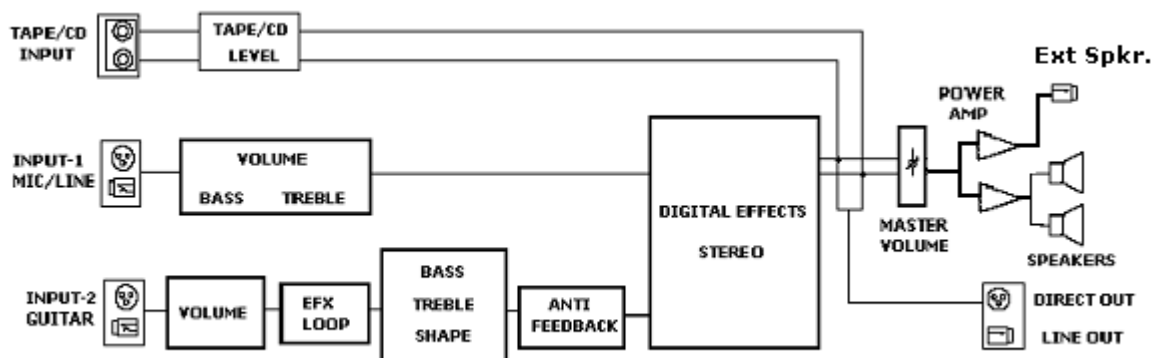 TAPE/CD
INPUT
TAPE/CD
LEVEL
Ext Spkr.
POWER
AMP
INPUT-1
MIC/LINE
VOLUME
BASS TREBLE
DIGITAL EFFECTS
STEREO
MASTER
VOLUME
SPEAKERS
INPUT-2
GUITAR
VOLUME
EFX
LOOP
BASS
TREBLE
SHAPE
ANTI
FEEDBACK
DIRECT OUT
LINE OUT